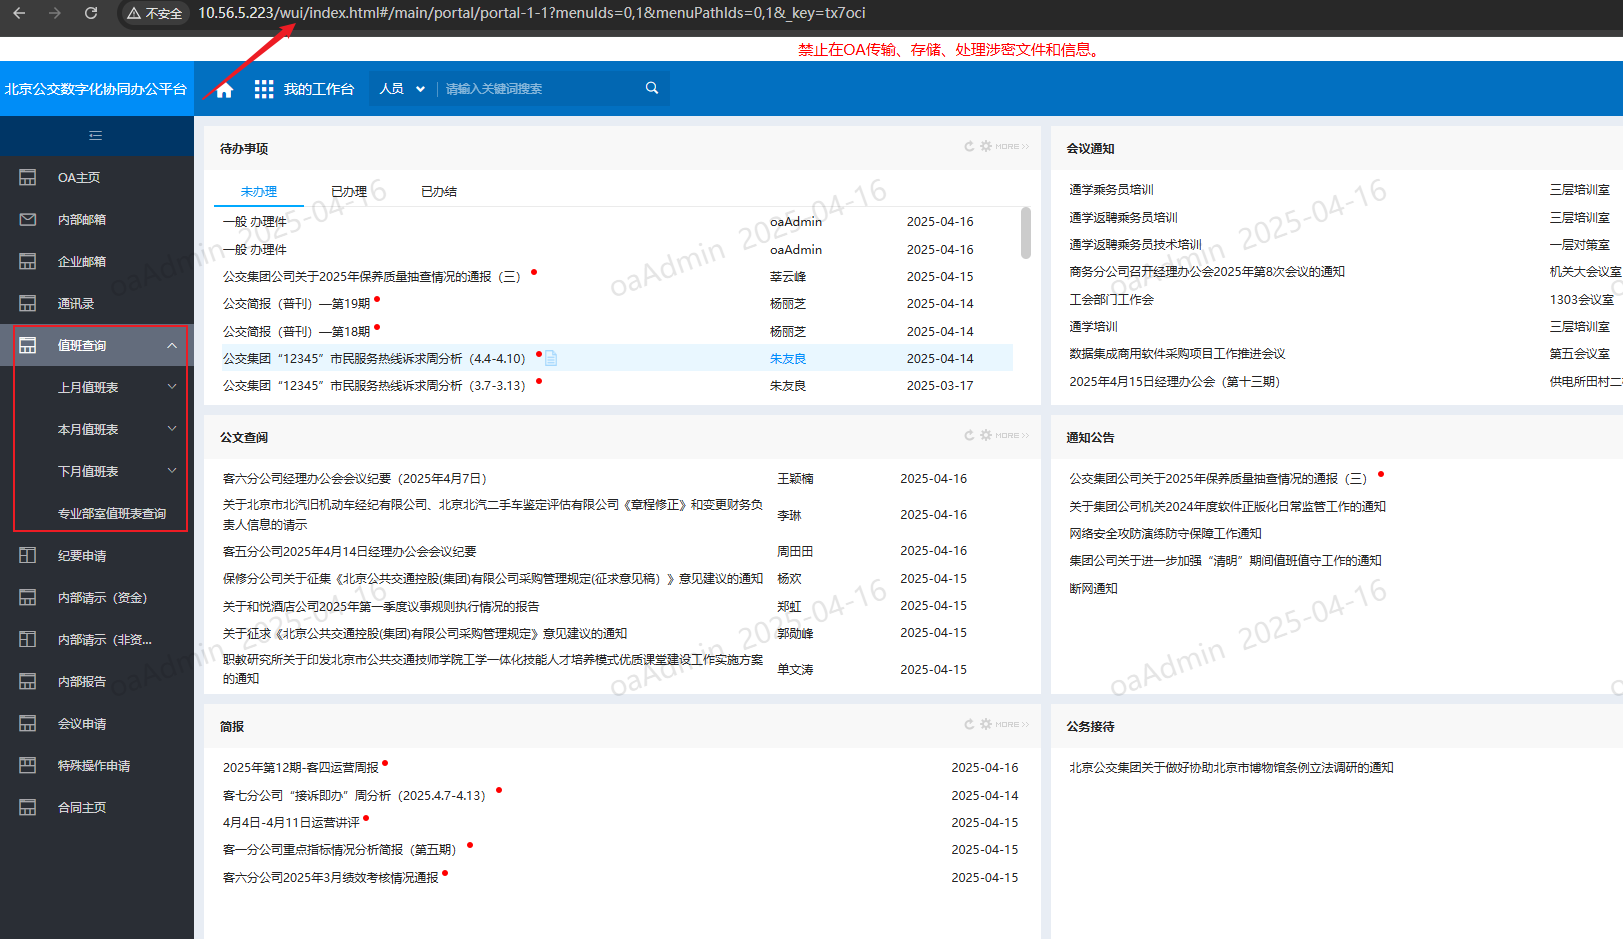 不安全
10.56.5.223/wui/index.html#/main/portal/portal-1-1?menuIds=0,1&menuPathIds=0,1&_key=tx7oci
禁止在OA传输、存储、处理涉密文件和信息。
北京公交数字化协同办公平台
我的工作台
人员
请输入关键词搜索
OA主页
内部邮箱
企业邮箱
通讯录
值班查询
上月值班表
本月值班表
下月值班表
专业部室值班表查询
纪要申请
内部请示（资金）
内部请示（非资...
内部报告
会议申请
特殊操作申请
合同主页
待办事项
MORE >>
未办理 已办理 已办结
一般 办理件 oaAdmin 2025-04-16
一般 办理件 oaAdmin 2025-04-16
公交集团公司关于2025年保养质量抽查情况的通报（三） 莘云峰 2025-04-15
公交简报（普刊）—第19期 杨丽芝 2025-04-14
公交简报（普刊）—第18期 杨丽芝 2025-04-14
公交集团“12345”市民服务热线诉求周分析（4.4-4.10） 朱友良 2025-04-14
公交集团“12345”市民服务热线诉求周分析（3.7-3.13） 朱友良 2025-03-17
会议通知
通学乘务员培训 三层培训室
通学返聘乘务员培训 三层培训室
通学返聘乘务员技术培训 一层对策室
商务分公司召开经理办公会2025年第8次会议的通知 机关大会议室
工会部门工作会 1303会议室
通学培训 三层培训室
数据集成商用软件采购项目工作推进会议 第五会议室
2025年4月15日经理办公会（第十三期） 供电所田村二
公文查阅
MORE >>
客六分公司经理办公会会议纪要（2025年4月7日） 王颖楠 2025-04-16
关于北京市北汽旧机动车经纪有限公司、北京北汽二手车鉴定评估有限公司《章程修正》和变更财务负
责人信息的请示 李琳 2025-04-16
客五分公司2025年4月14日经理办公会会议纪要 周田田 2025-04-16
保修分公司关于征集《北京公共交通控股(集团)有限公司采购管理规定(征求意见稿）》意见建议的通知 杨欢 2025-04-15
关于和悦酒店公司2025年第一季度议事规则执行情况的报告 郑虹 2025-04-15
关于征求《北京公共交通控股(集团)有限公司采购管理规定》意见建议的通知 郭勋峰 2025-04-15
职教研究所关于印发北京市公共交通技师学院工学一体化技能人才培养模式优质课堂建设工作实施方案
的通知 单文涛 2025-04-15
通知公告
公交集团公司关于2025年保养质量抽查情况的通报（三）
关于集团公司机关2024年度软件正版化日常监管工作的通知
网络安全攻防演练防守保障工作通知
集团公司关于进一步加强“清明”期间值班值守工作的通知
断网通知
简报
MORE >>
2025年第12期-客四运营周报 2025-04-16
客七分公司“接诉即办”周分析（2025.4.7-4.13） 2025-04-14
4月4日-4月11日运营讲评 2025-04-15
客一分公司重点指标情况分析简报（第五期） 2025-04-15
客六分公司2025年3月绩效考核情况通报 2025-04-15
公务接待
北京公交集团关于做好协助北京市博物馆条例立法调研的通知
oaAdmin 2025-04-16
oaAdmin 2025-04-16
oaAdmin 2025-04-16
oaAdmin 2025-04-16
oaAdmin 2025-04-16
oaAdmin 2025-04-16